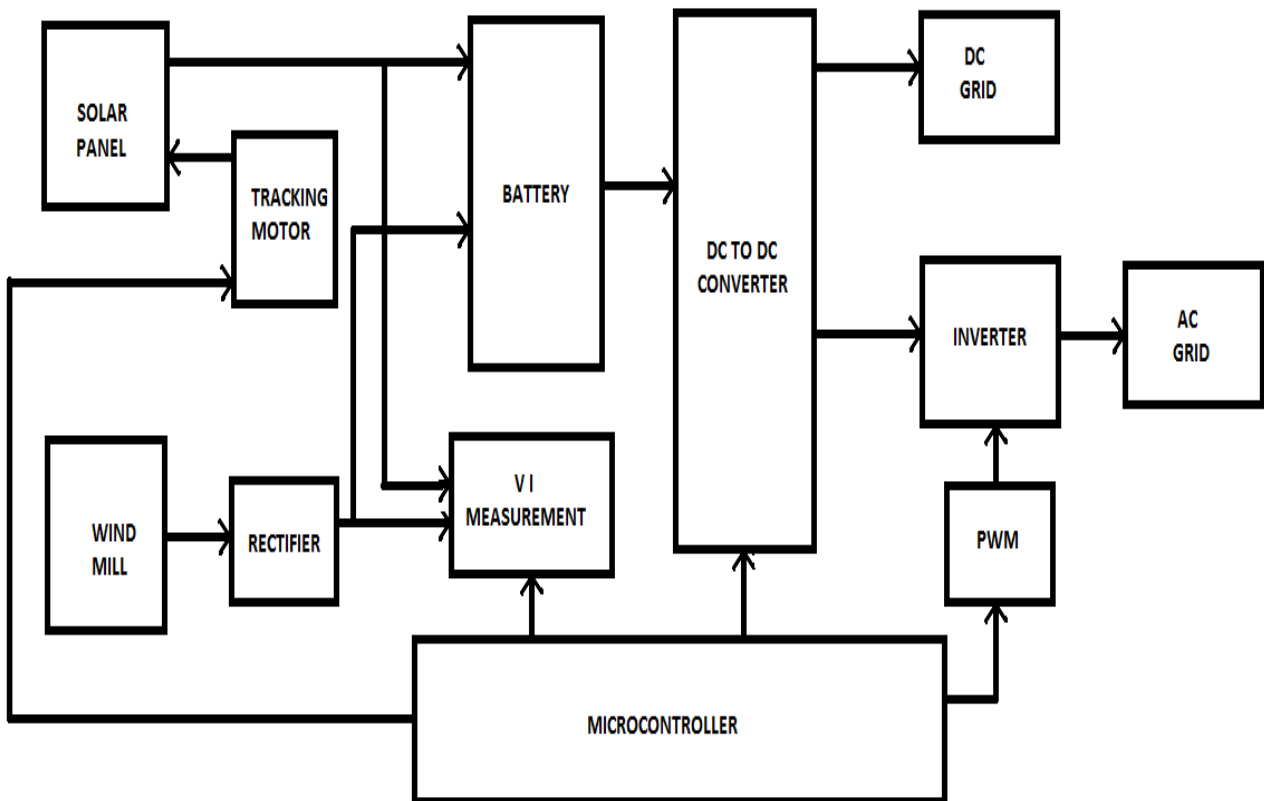 SOLAR
PANEL
TRACKING
MOTOR
BATTERY
DC TO DC
CONVERTER
DC
GRID
INVERTER
AC
GRID
WIND
MILL
RECTIFIER
V I
MEASUREMENT
PWM
MICROCONTROLLER